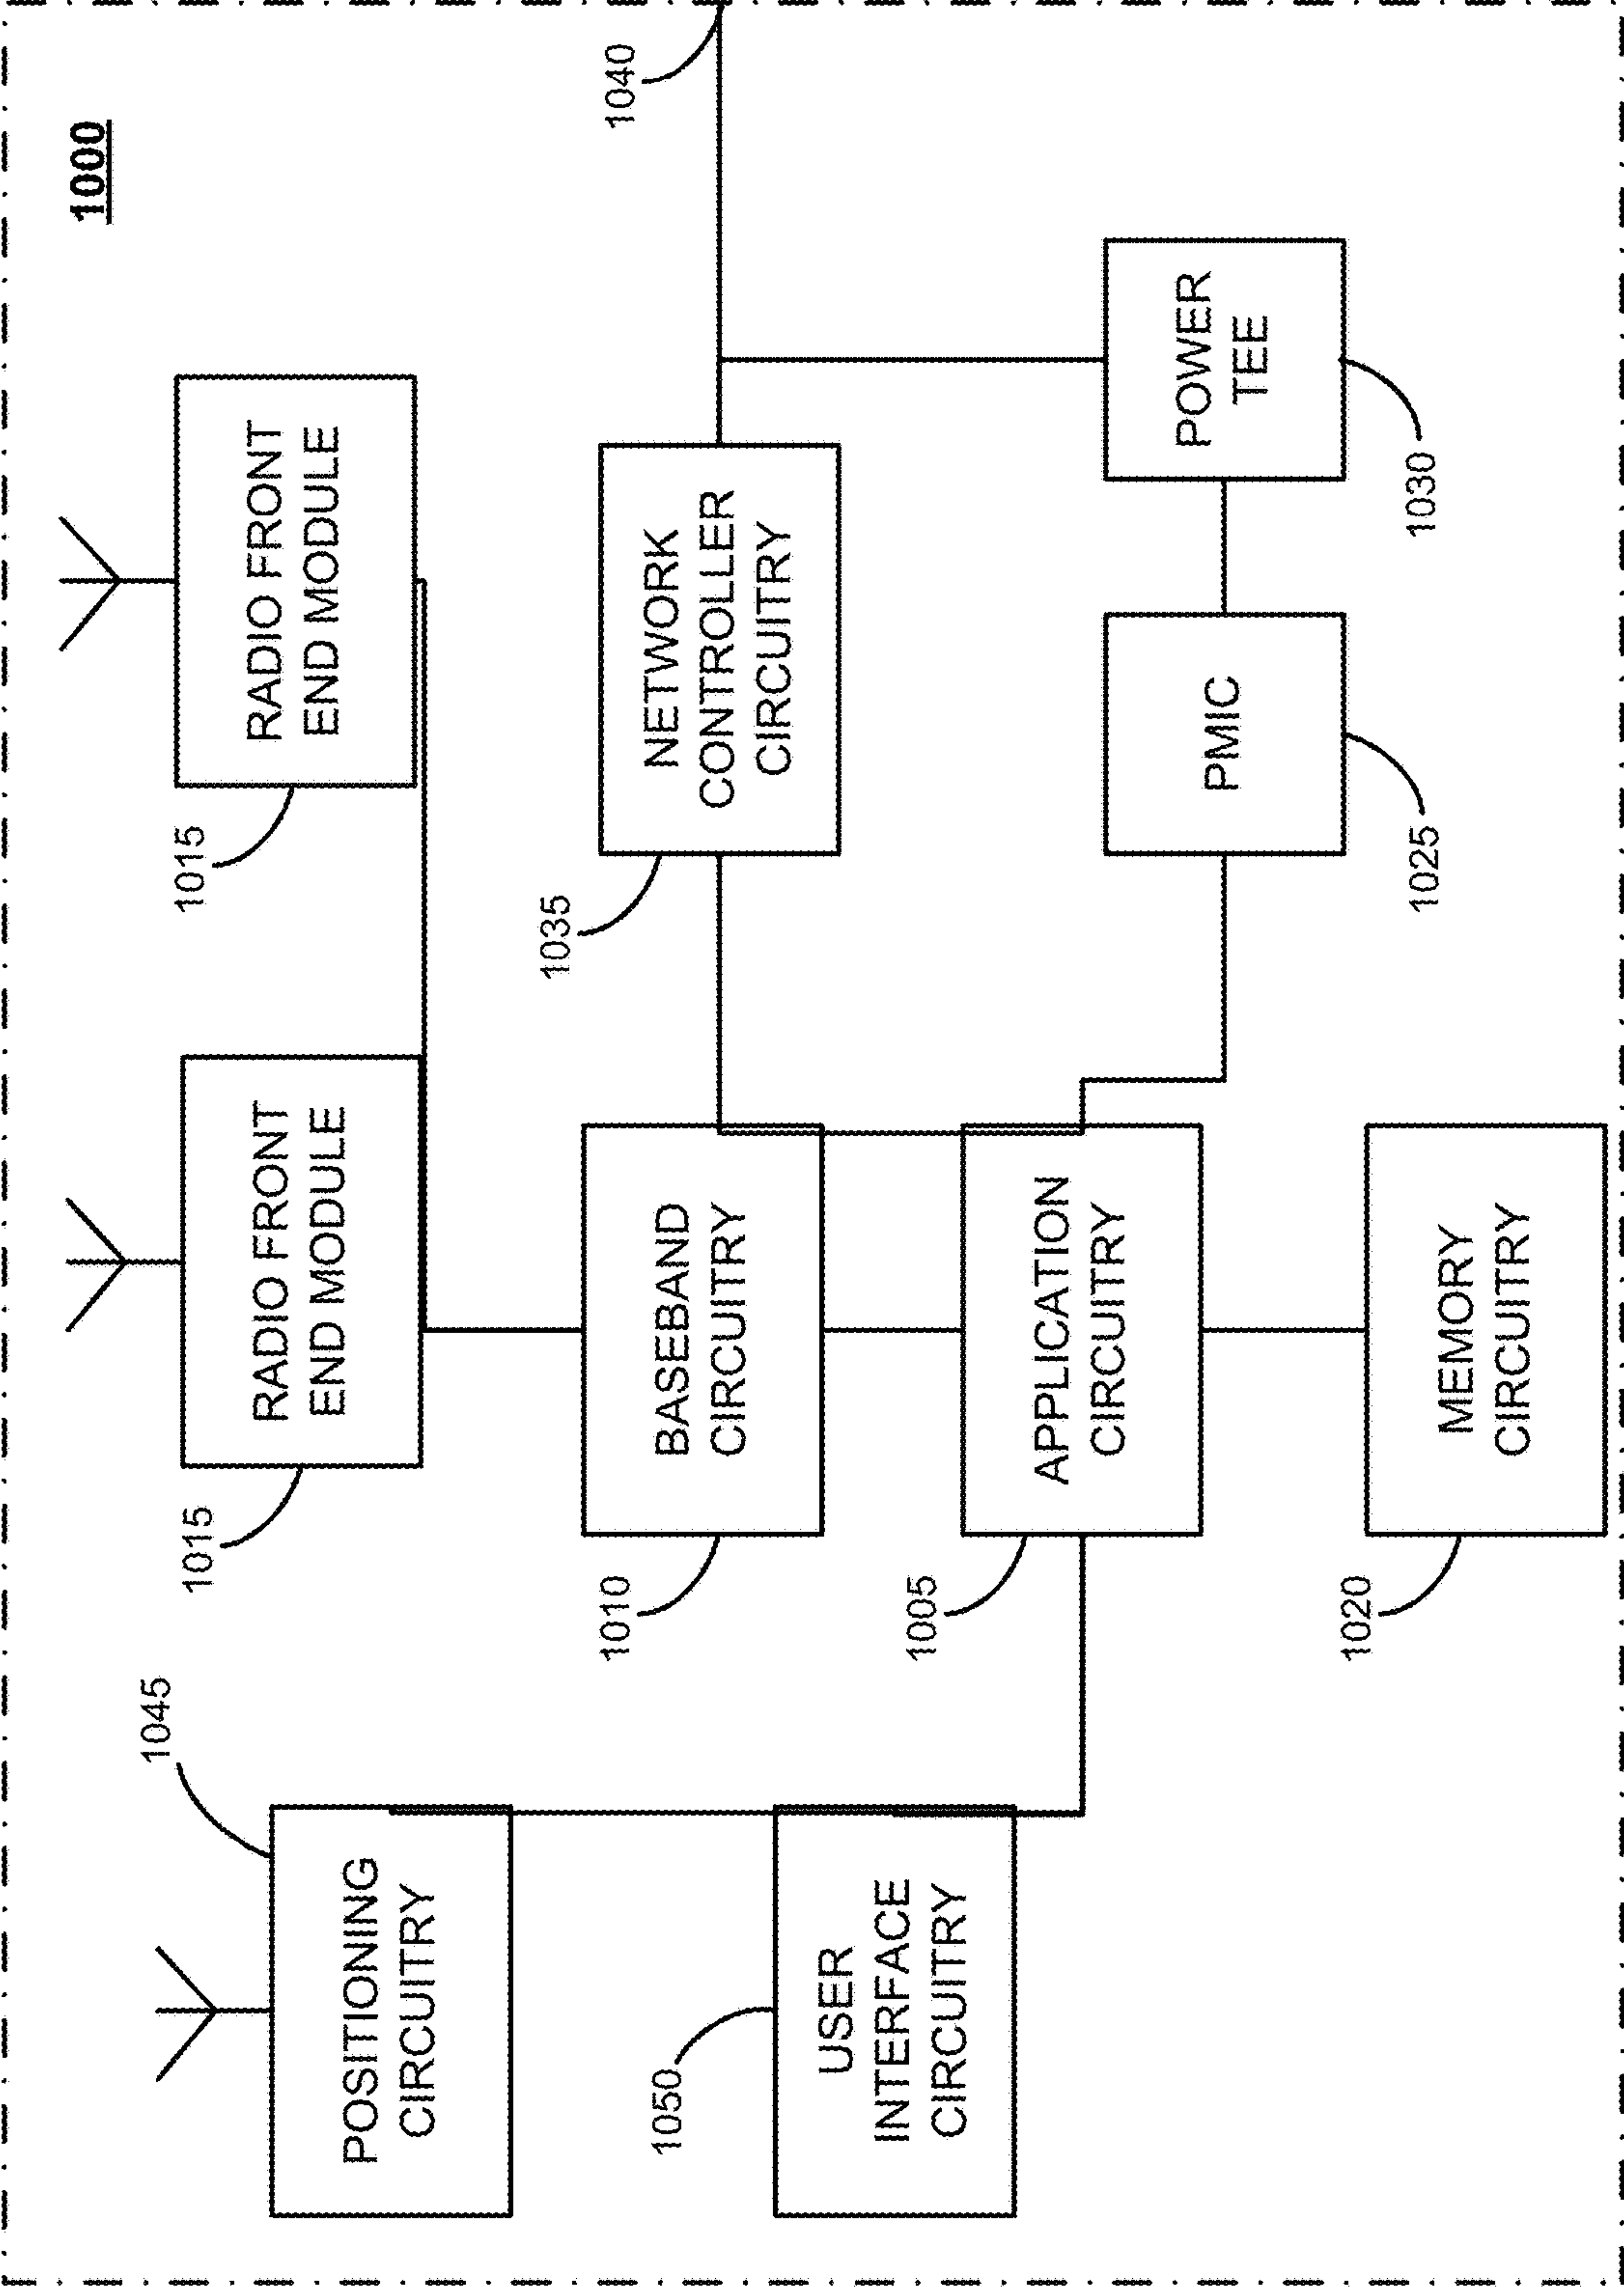 1000
RADIO FRONT
END MODULE
1015
RADIO FRONT
END MODULE
1015
POSITIONING
CIRCUITRY
1045
BASEBAND
CIRCUITRY
1010
NETWORK
CONTROLLER
CIRCUITRY
1035
1040
USER
INTERFACE
CIRCUITRY
1050
APPLICATION
CIRCUITRY
1005
PMIC
1025
POWER
TEE
1030
MEMORY
CIRCUITRY
1020